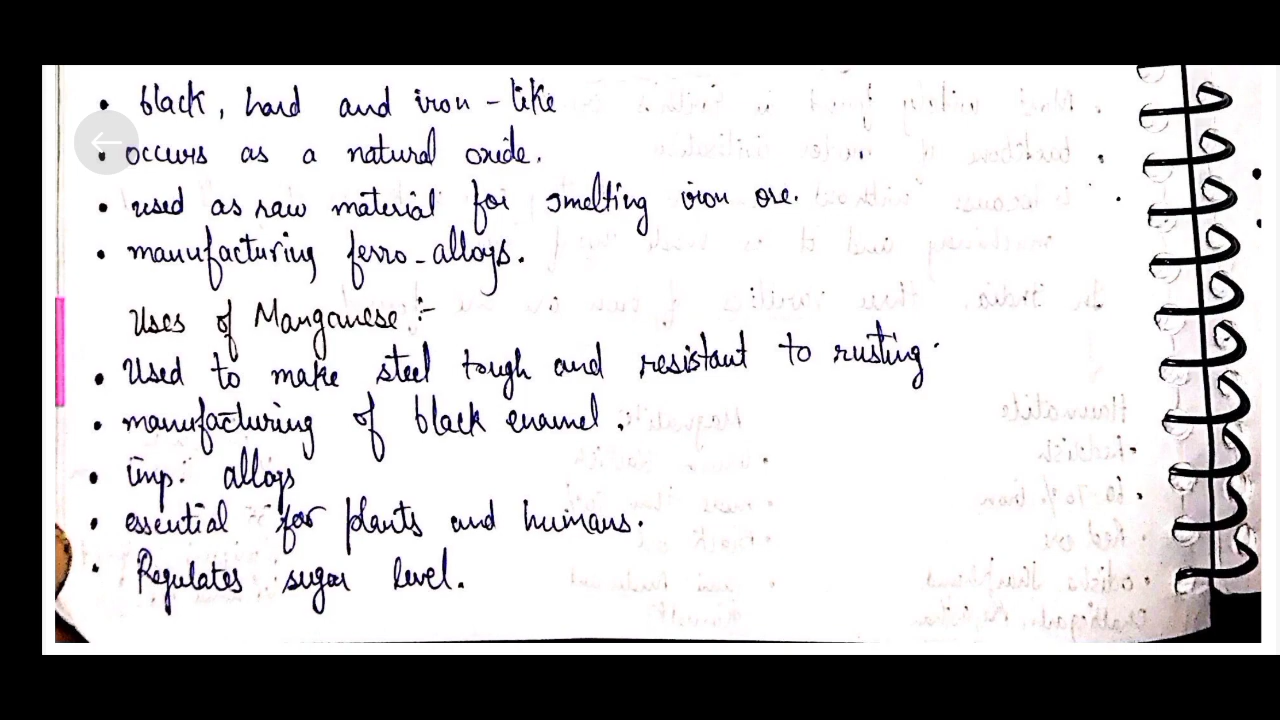 • black, hard and iron-like
• occurs as a natural oxide.
• used as raw material for smelting iron ore.
• manufacturing ferro-alloys.
Uses of Manganese:-
• Used to make steel tough and resistant to rusting.
• manufacturing of black enamel.
• imp. alloys
• essential for plants and humans.
• Regulates sugar level.